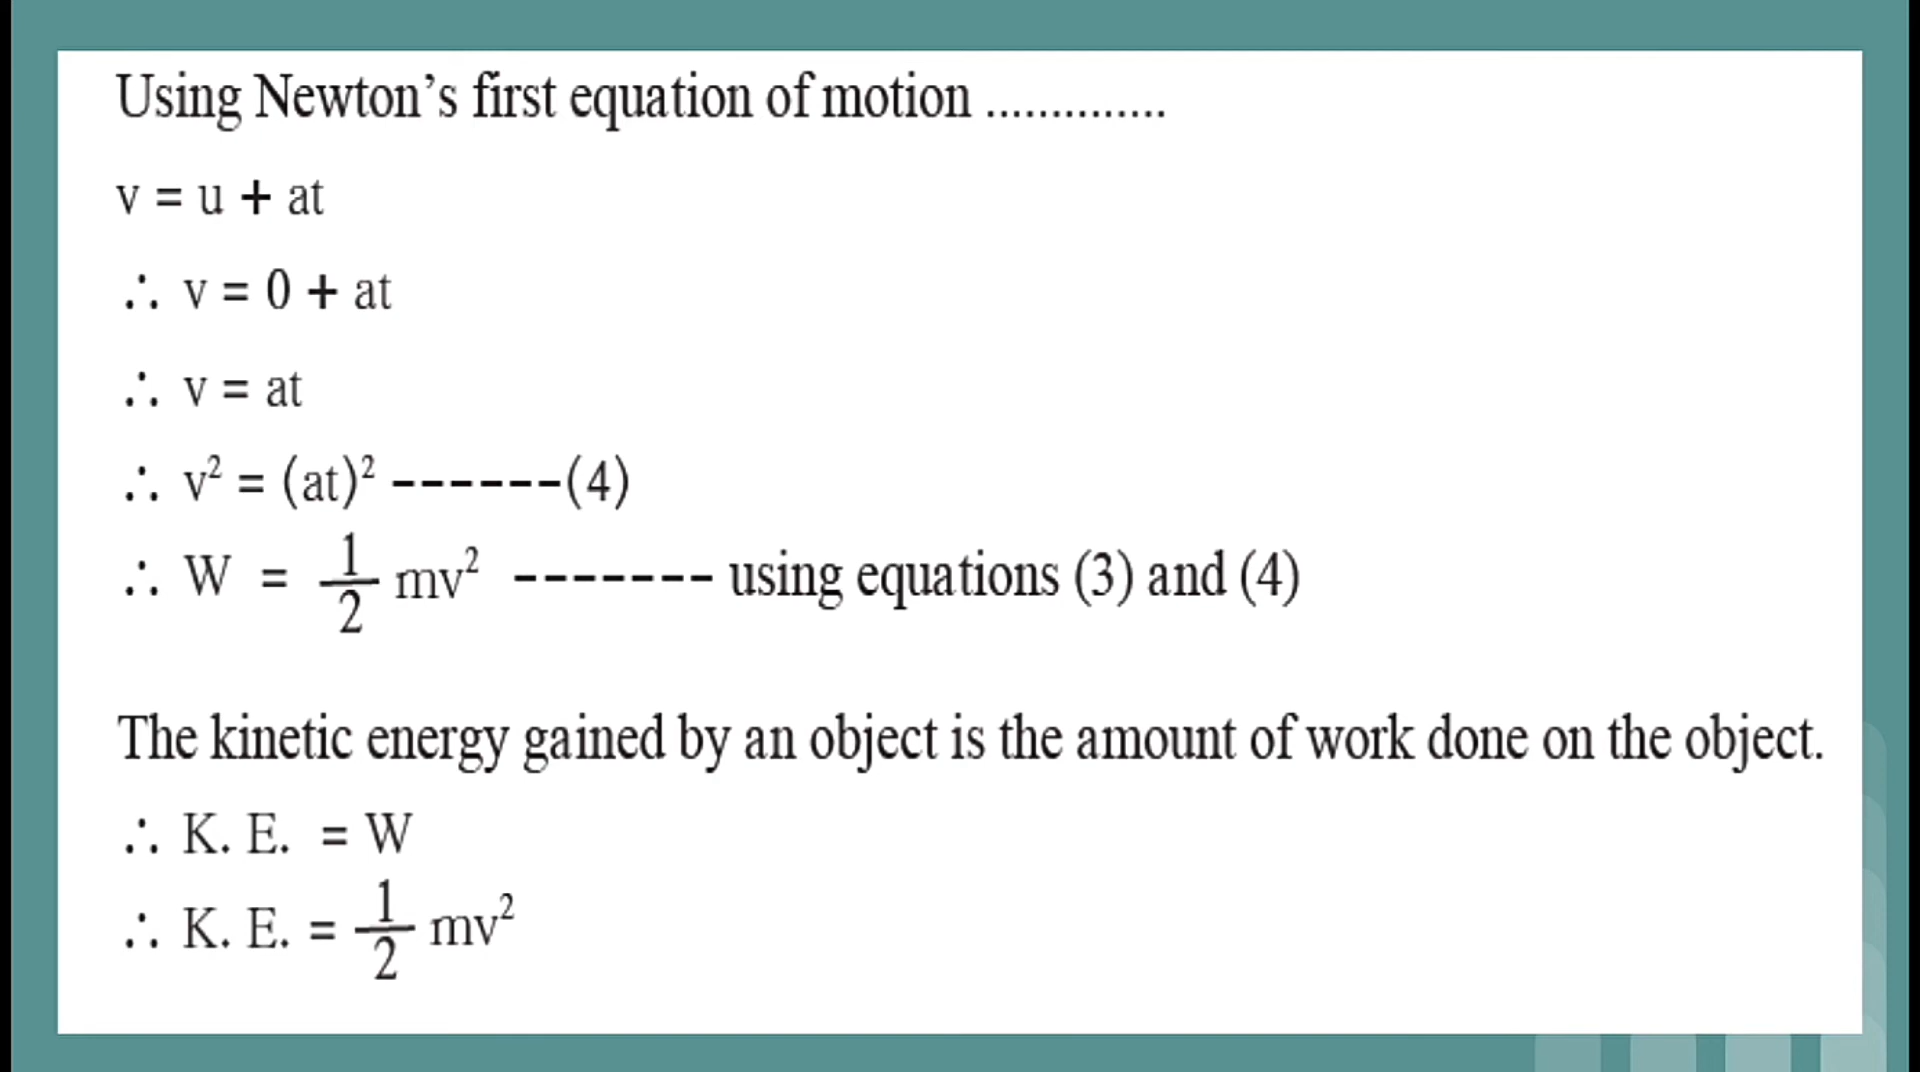 Using Newton’s first equation of motion ..............
v = u + at
∴ v = 0 + at
∴ v = at
∴ v² = (at)² ------(4)
∴ W = 1/2 mv² ------- using equations (3) and (4)
The kinetic energy gained by an object is the amount of work done on the object.
∴ K. E. = W
∴ K. E. = 1/2 mv²